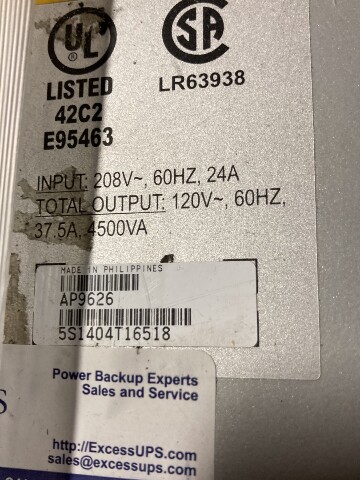 UL
SA
LISTED
42C2
E95463
LR63938
INPUT: 208V~, 60HZ, 24A
TOTAL OUTPUT: 120V~, 60HZ,
37.5A, 4500VA
MADE IN PHILIPPINES
AP9626
5S1404T16518
S
Power Backup Experts
Sales and Service
http://ExcessUPS.com
sales@excessups.com